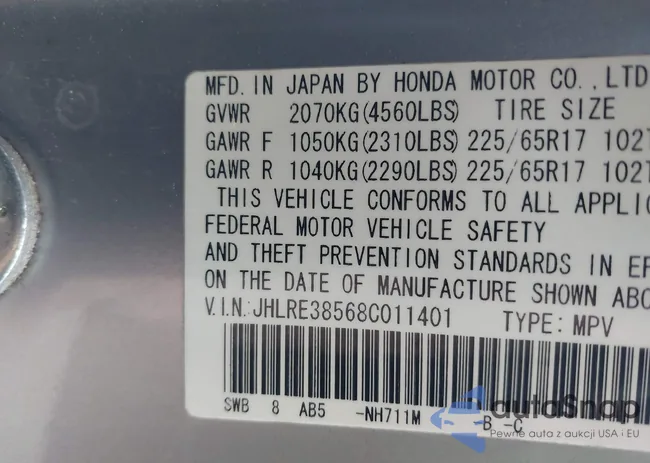 MFD. IN JAPAN BY HONDA MOTOR CO., LTD
GVWR 2070KG(4560LBS) TIRE SIZE
GAWR F 1050KG(2310LBS) 225/65R17 102T
GAWR R 1040KG(2290LBS) 225/65R17 102T
THIS VEHICLE CONFORMS TO ALL APPLIC
FEDERAL MOTOR VEHICLE SAFETY
AND THEFT PREVENTION STANDARDS IN EF
ON THE DATE OF MANUFACTURE SHOWN ABO
V.I.N.:JHLRE38568C011401 TYPE: MPV
SWB 8 AB5 -NH711M -B -C
autoSnap
Pewne auta z aukcji USA i EU